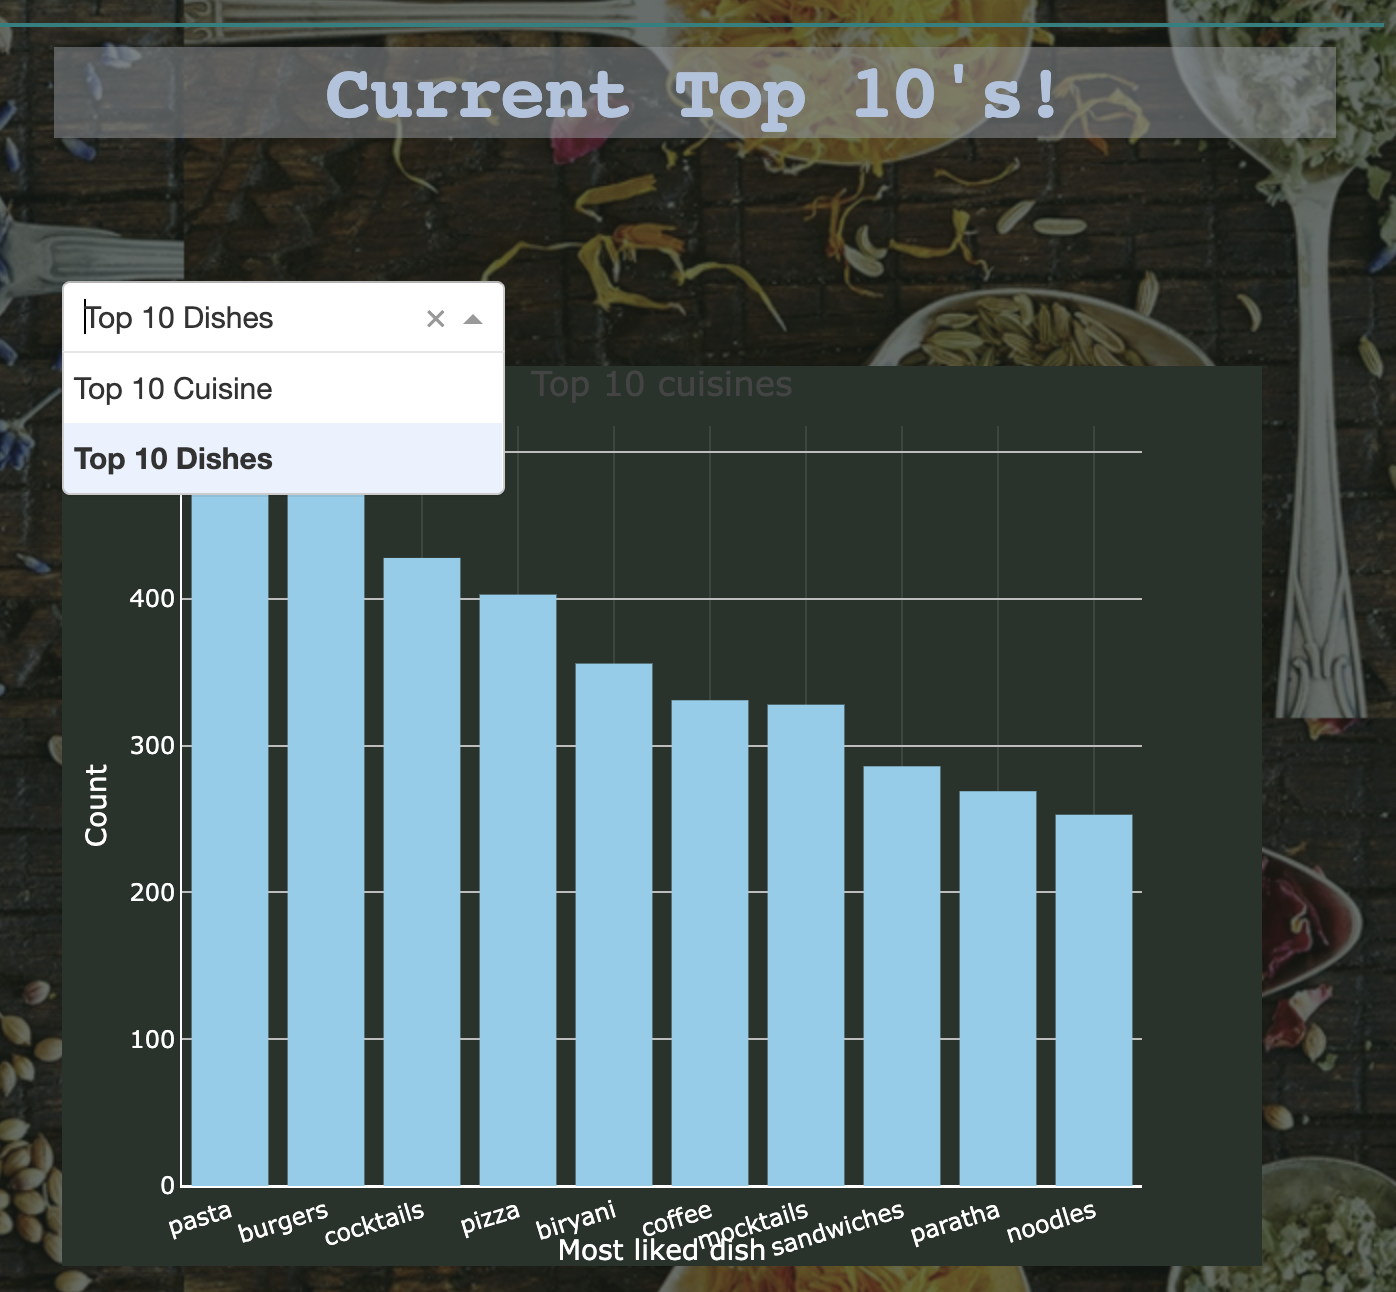 Current Top 10's!
Top 10 Dishes
Top 10 Cuisine
Top 10 Dishes
Top 10 cuisines
400
300
200
100
0
Count
pasta
burgers
cocktails
pizza
biryani
coffee
mocktails
sandwiches
paratha
noodles
Most liked dish